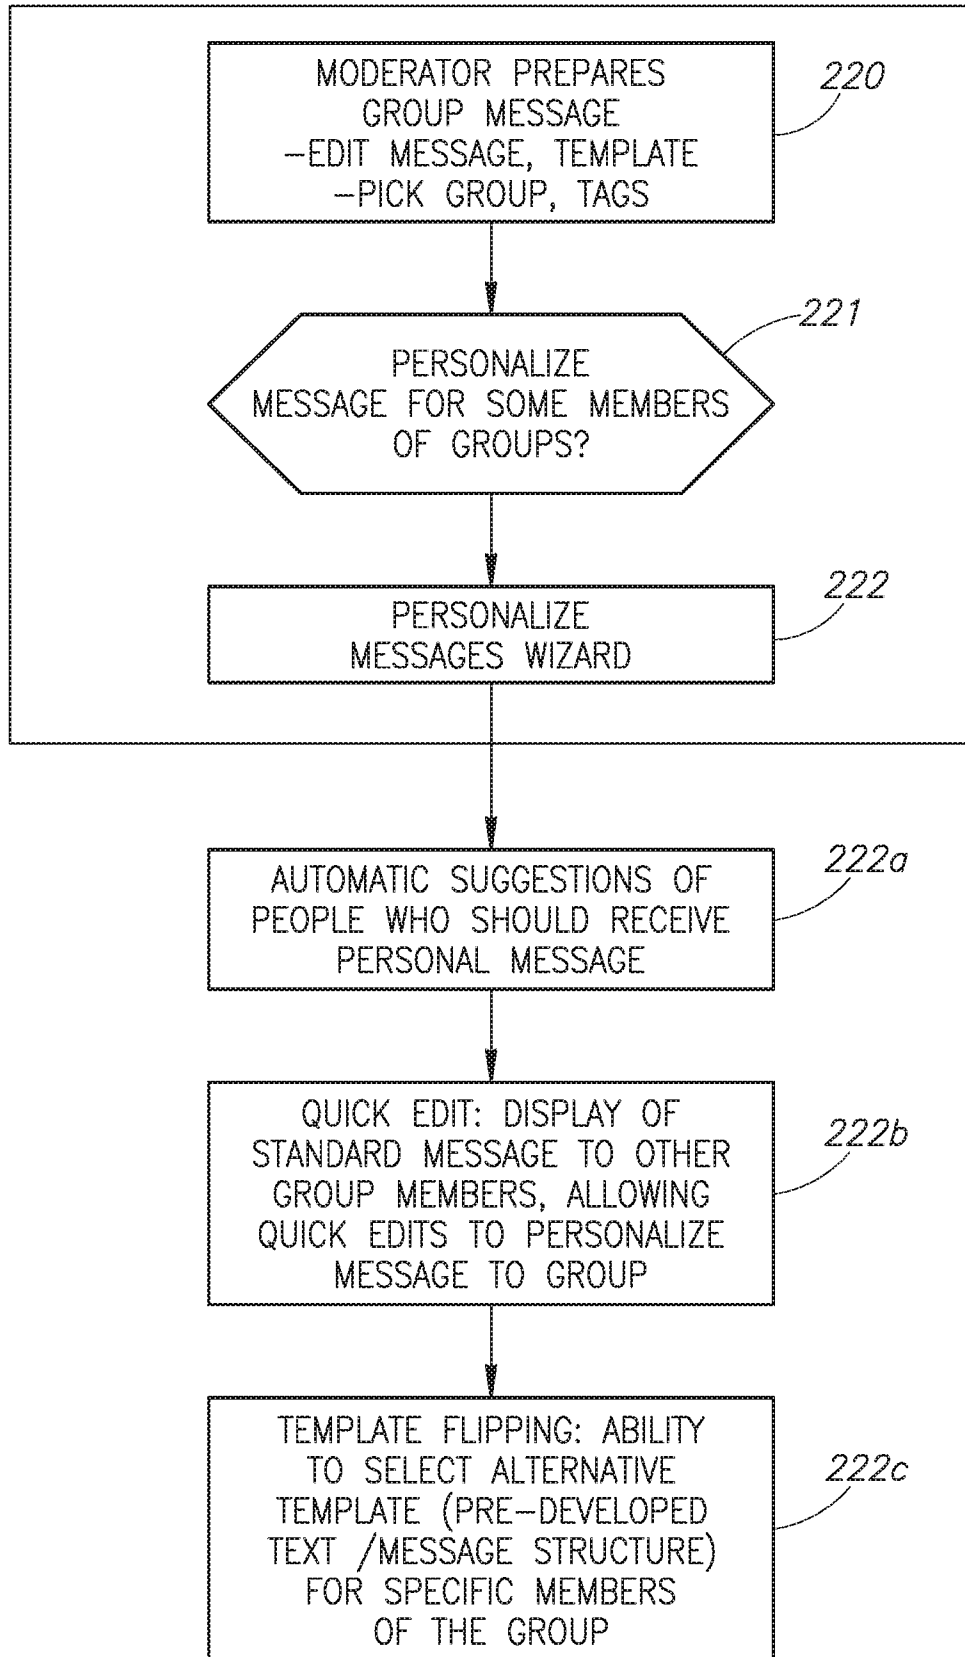 MODERATOR PREPARES
GROUP MESSAGE
-EDIT MESSAGE, TEMPLATE
-PICK GROUP, TAGS
220
PERSONALIZE
MESSAGE FOR SOME MEMBERS
OF GROUPS?
221
PERSONALIZE
MESSAGES WIZARD
222
AUTOMATIC SUGGESTIONS OF
PEOPLE WHO SHOULD RECEIVE
PERSONAL MESSAGE
222a
QUICK EDIT: DISPLAY OF
STANDARD MESSAGE TO OTHER
GROUP MEMBERS, ALLOWING
QUICK EDITS TO PERSONALIZE
MESSAGE TO GROUP
222b
TEMPLATE FLIPPING: ABILITY
TO SELECT ALTERNATIVE
TEMPLATE (PRE-DEVELOPED
TEXT /MESSAGE STRUCTURE)
FOR SPECIFIC MEMBERS
OF THE GROUP
222c